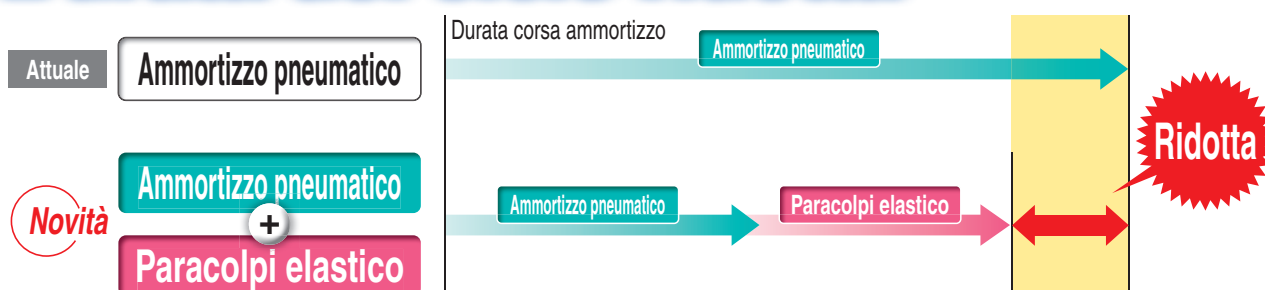 Durata corsa ammortizzo
Attuale
Ammortizzo pneumatico
Ammortizzo pneumatico
Ridotta
Novità
Ammortizzo pneumatico
+
Paracolpi elastico
Ammortizzo pneumatico
Paracolpi elastico